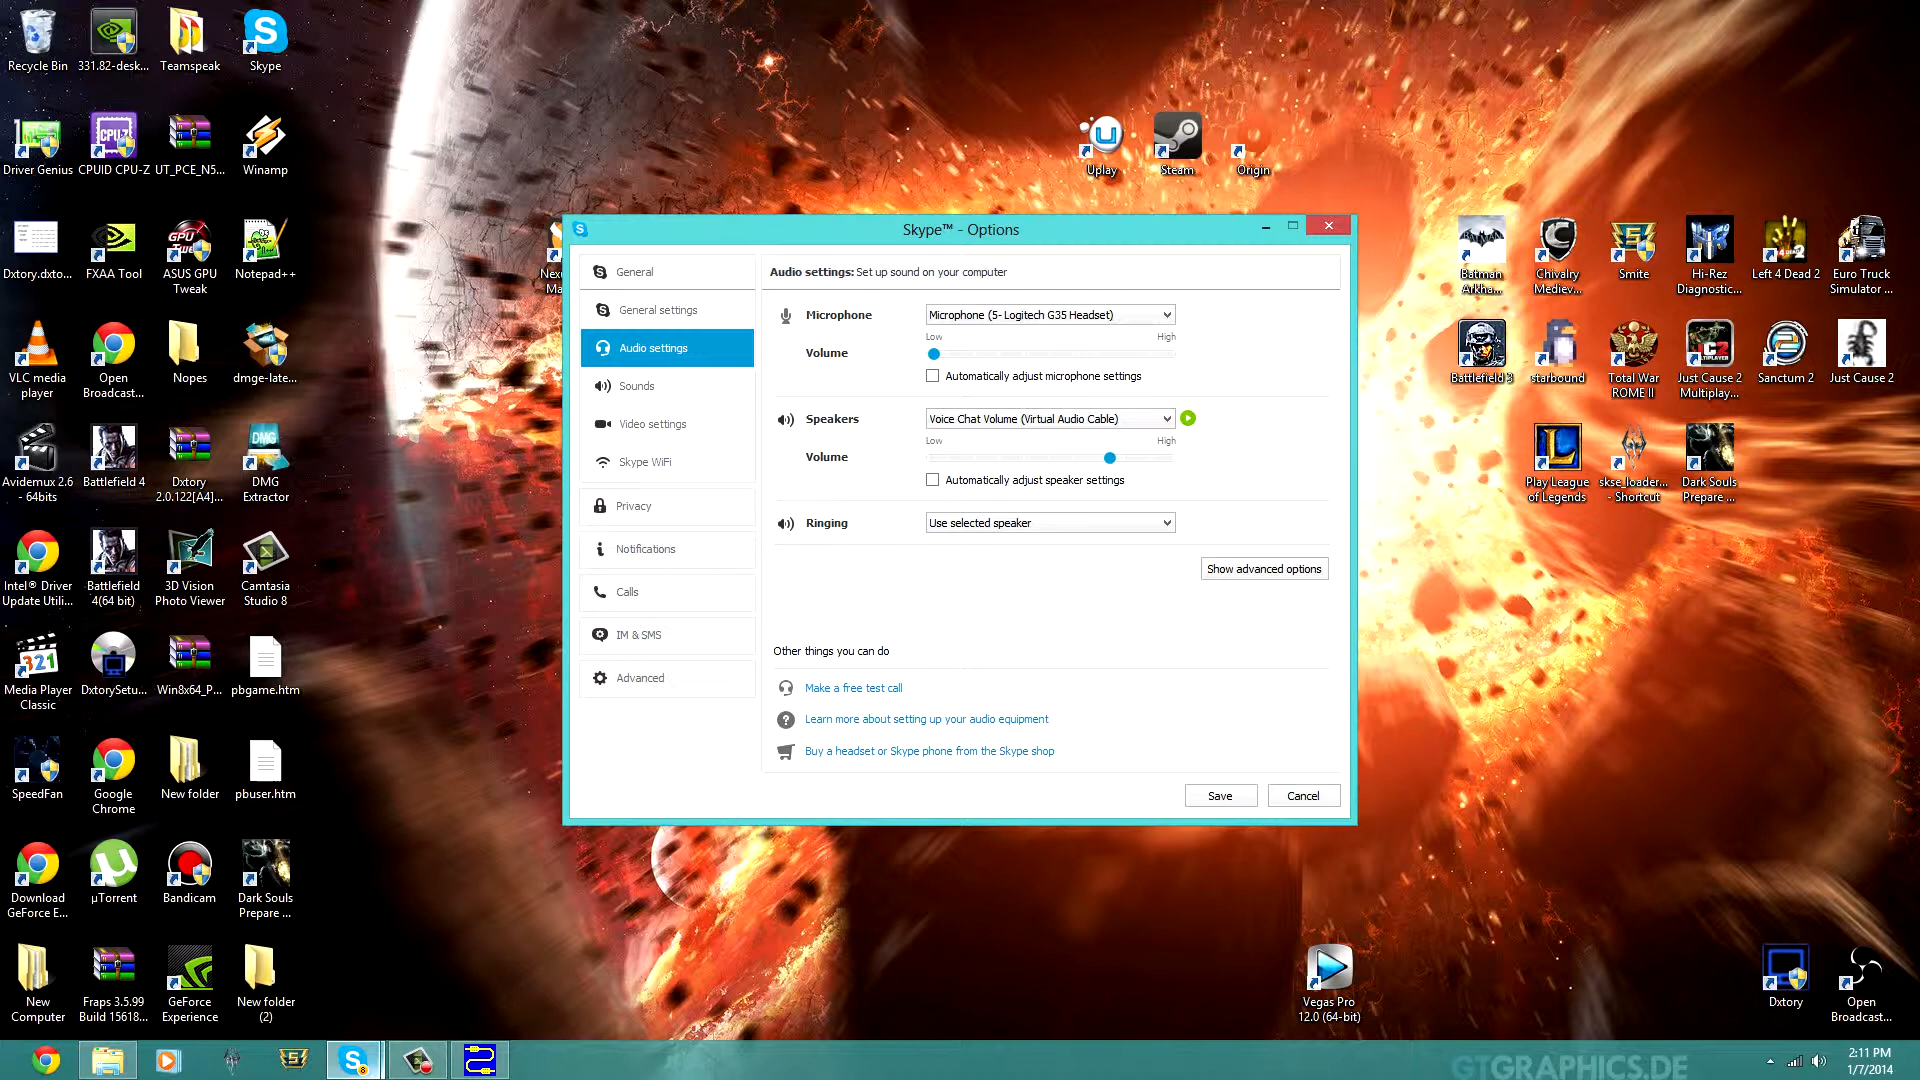 Recycle Bin
331.82-desk...
Teamspeak
Skype
Driver Genius
CPUID CPU-Z
UT_PCE_N5...
Winamp
Dxtory.dxto...
FXAA Tool
ASUS GPU
Tweak
Notepad++
VLC media
player
Open
Broadcast...
Nopes
dmge-late...
Avidemux 2.6
- 64bits
Battlefield 4
Dxtory
2.0.122[A4]...
DMG
Extractor
Intel® Driver
Update Utili...
Battlefield
4(64 bit)
3D Vision
Photo Viewer
Camtasia
Studio 8
Media Player
Classic
DxtorySetu...
Win8x64_P...
pbgame.htm
SpeedFan
Google
Chrome
New folder
pbuser.htm
Download
GeForce E...
µTorrent
Bandicam
Dark Souls
Prepare ...
New
Computer
Fraps 3.5.99
Build 15618...
GeForce
Experience
New folder
(2)
Uplay
Steam
Origin
Skype™ - Options
General
General settings
Audio settings
Sounds
Video settings
Skype WiFi
Privacy
Notifications
Calls
IM & SMS
Advanced
Audio settings: Set up sound on your computer
Microphone
Microphone (5- Logitech G35 Headset)
Low
High
Volume
Automatically adjust microphone settings
Speakers
Voice Chat Volume (Virtual Audio Cable)
Low
High
Volume
Automatically adjust speaker settings
Ringing
Use selected speaker
Show advanced options
Other things you can do
Make a free test call
Learn more about setting up your audio equipment
Buy a headset or Skype phone from the Skype shop
Save
Cancel
Batman
Arkha...
Chivalry
Mediev...
Smite
Hi-Rez
Diagnostic...
Left 4 Dead 2
Euro Truck
Simulator ...
Battlefield 3
starbound
Total War
ROME II
Just Cause 2
Multiplay...
Sanctum 2
Just Cause 2
Play League
of Legends
skse_loader...
- Shortcut
Dark Souls
Prepare ...
Vegas Pro
12.0 (64-bit)
Dxtory
Open
Broadcast...
GTGRAPHICS.DE
2:11 PM
1/7/2014